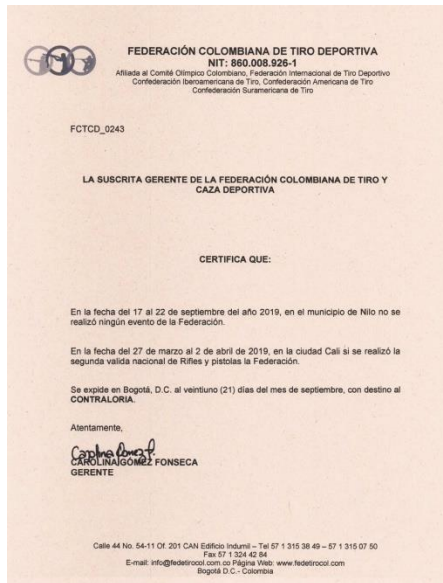 FEDERACIÓN COLOMBIANA DE TIRO DEPORTIVA
NIT: 860.008.926-1
Afiliada al Comité Olímpico Colombiano, Federación Internacional de Tiro Deportivo
Confederación Iberoamericana de Tiro, Confederación Americana de Tiro
Confederación Suramericana de Tiro
FCTCD_0243
LA SUSCRITA GERENTE DE LA FEDERACIÓN COLOMBIANA DE TIRO Y
CAZA DEPORTIVA
CERTIFICA QUE:
En la fecha del 17 al 22 de septiembre del año 2019, en el municipio de Nilo no se
realizó ningún evento de la Federación.
En la fecha del 27 de marzo al 2 de abril de 2019, en la ciudad Cali si se realizó la
segunda valida nacional de Rifles y pistolas la Federación.
Se expide en Bogotá, D.C. al veintiuno (21) días del mes de septiembre, con destino al
CONTRALORIA.
Atentamente,
Carolina Gomez F.
CAROLINA GÓMEZ FONSECA
GERENTE
Calle 44 No. 54-11 Of. 201 CAN Edificio Indumil – Tel 57 1 315 38 49 – 57 1 315 07 50
Fax 57 1 324 42 84
E-mail: info@fedetirocol.com.co Página Web: www.fedetirocol.com
Bogotá D.C.- Colombia